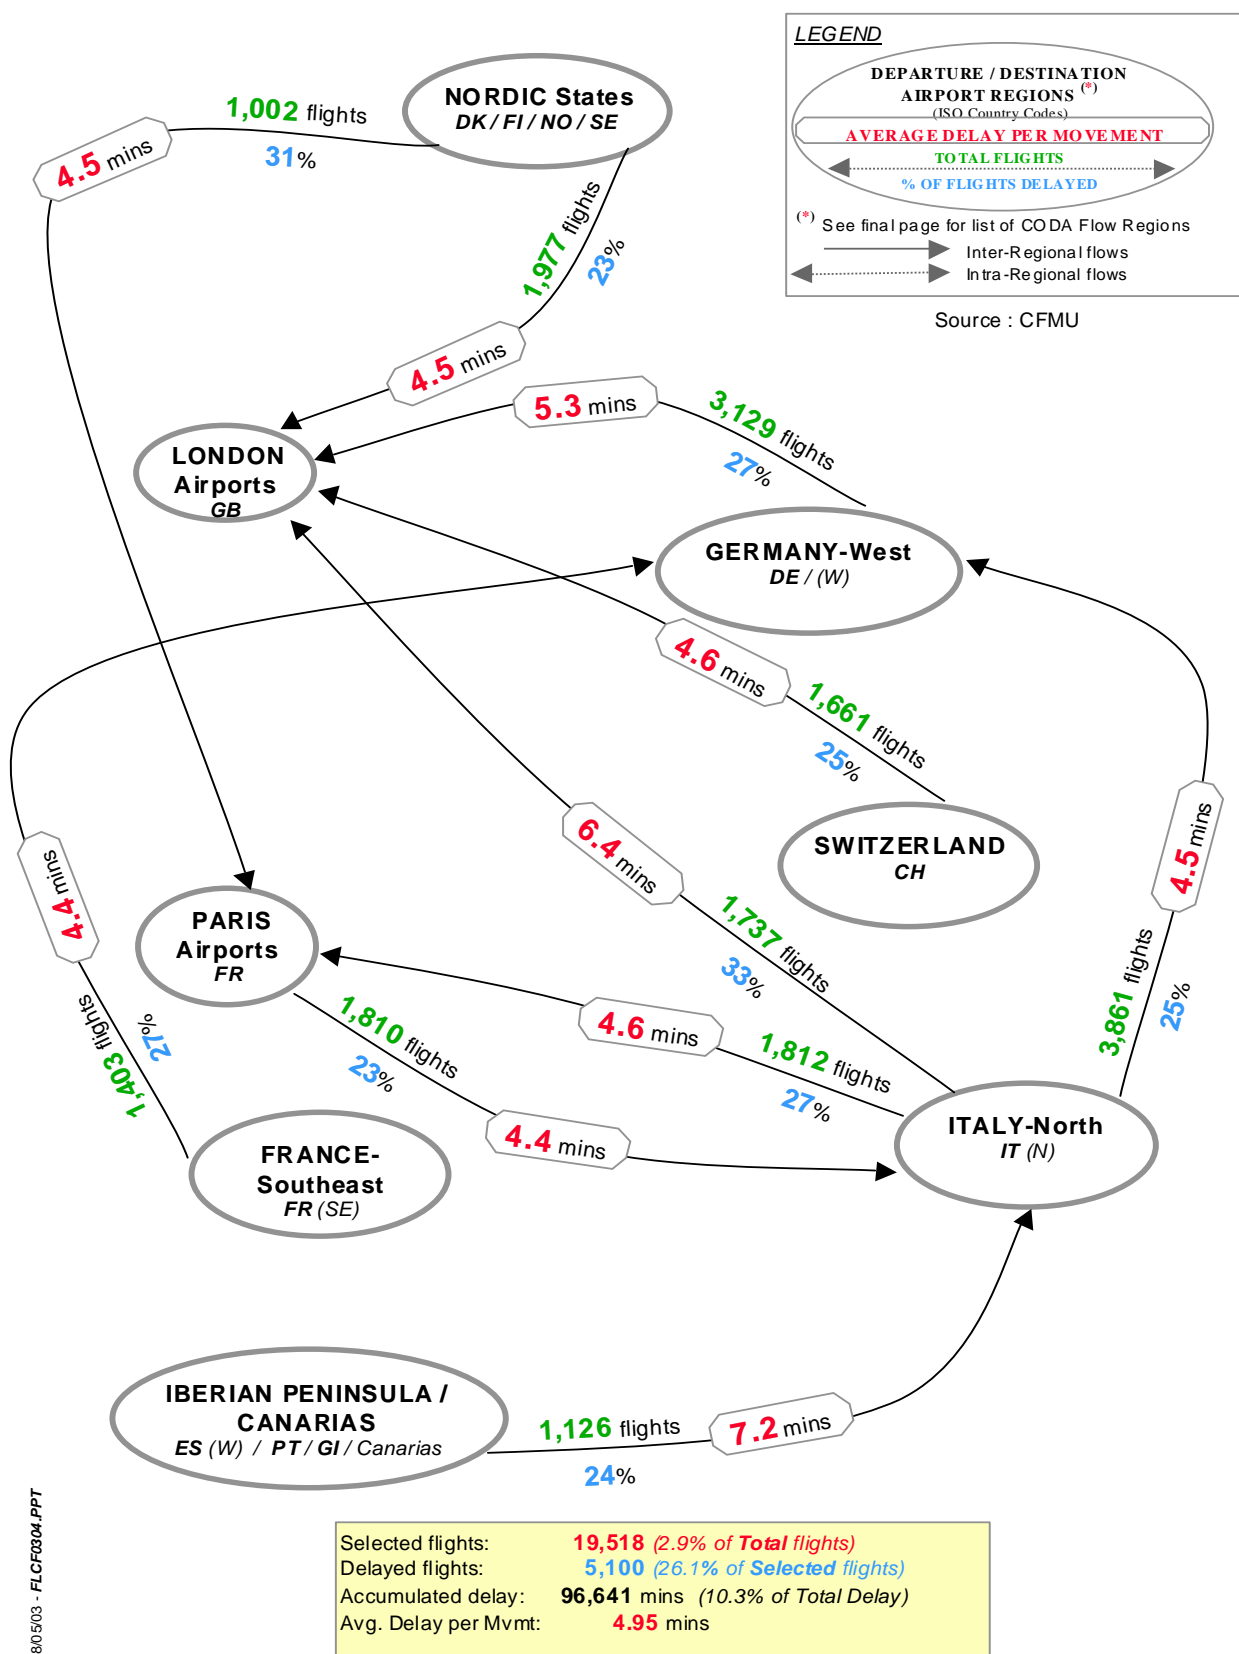 LEGEND
DEPARTURE / DESTINATION
AIRPORT REGIONS (*)
(ISO Country Codes)
AVERAGE DELAY PER MOVEMENT
TOTAL FLIGHTS
% OF FLIGHTS DELAYED
(*) See final page for list of CODA Flow Regions
Inter-Regional flows
Intra-Regional flows
Source : CFMU
NORDIC States
DK / FI / NO / SE
1,002 flights
31%
4.5 mins
1,977 flights
23%
4.5 mins
5.3 mins
3,129 flights
27%
LONDON
Airports
GB
GERMANY-West
DE / (W)
4.6 mins
1,661 flights
25%
SWITZERLAND
CH
6.4 mins
1,737 flights
33%
4.5 mins
3,861 flights
25%
4.4 mins
1,403 flights
27%
PARIS
Airports
FR
1,810 flights
23%
4.4 mins
4.6 mins
1,812 flights
27%
ITALY-North
IT (N)
FRANCE-
Southeast
FR (SE)
IBERIAN PENINSULA /
CANARIAS
ES (W) / PT / GI / Canarias
1,126 flights
24%
7.2 mins
Selected flights: 19,518 (2.9% of Total flights)
Delayed flights: 5,100 (26.1% of Selected flights)
Accumulated delay: 96,641 mins (10.3% of Total Delay)
Avg. Delay per Mvmt: 4.95 mins
8/05/03 - FLCF0304.PPT